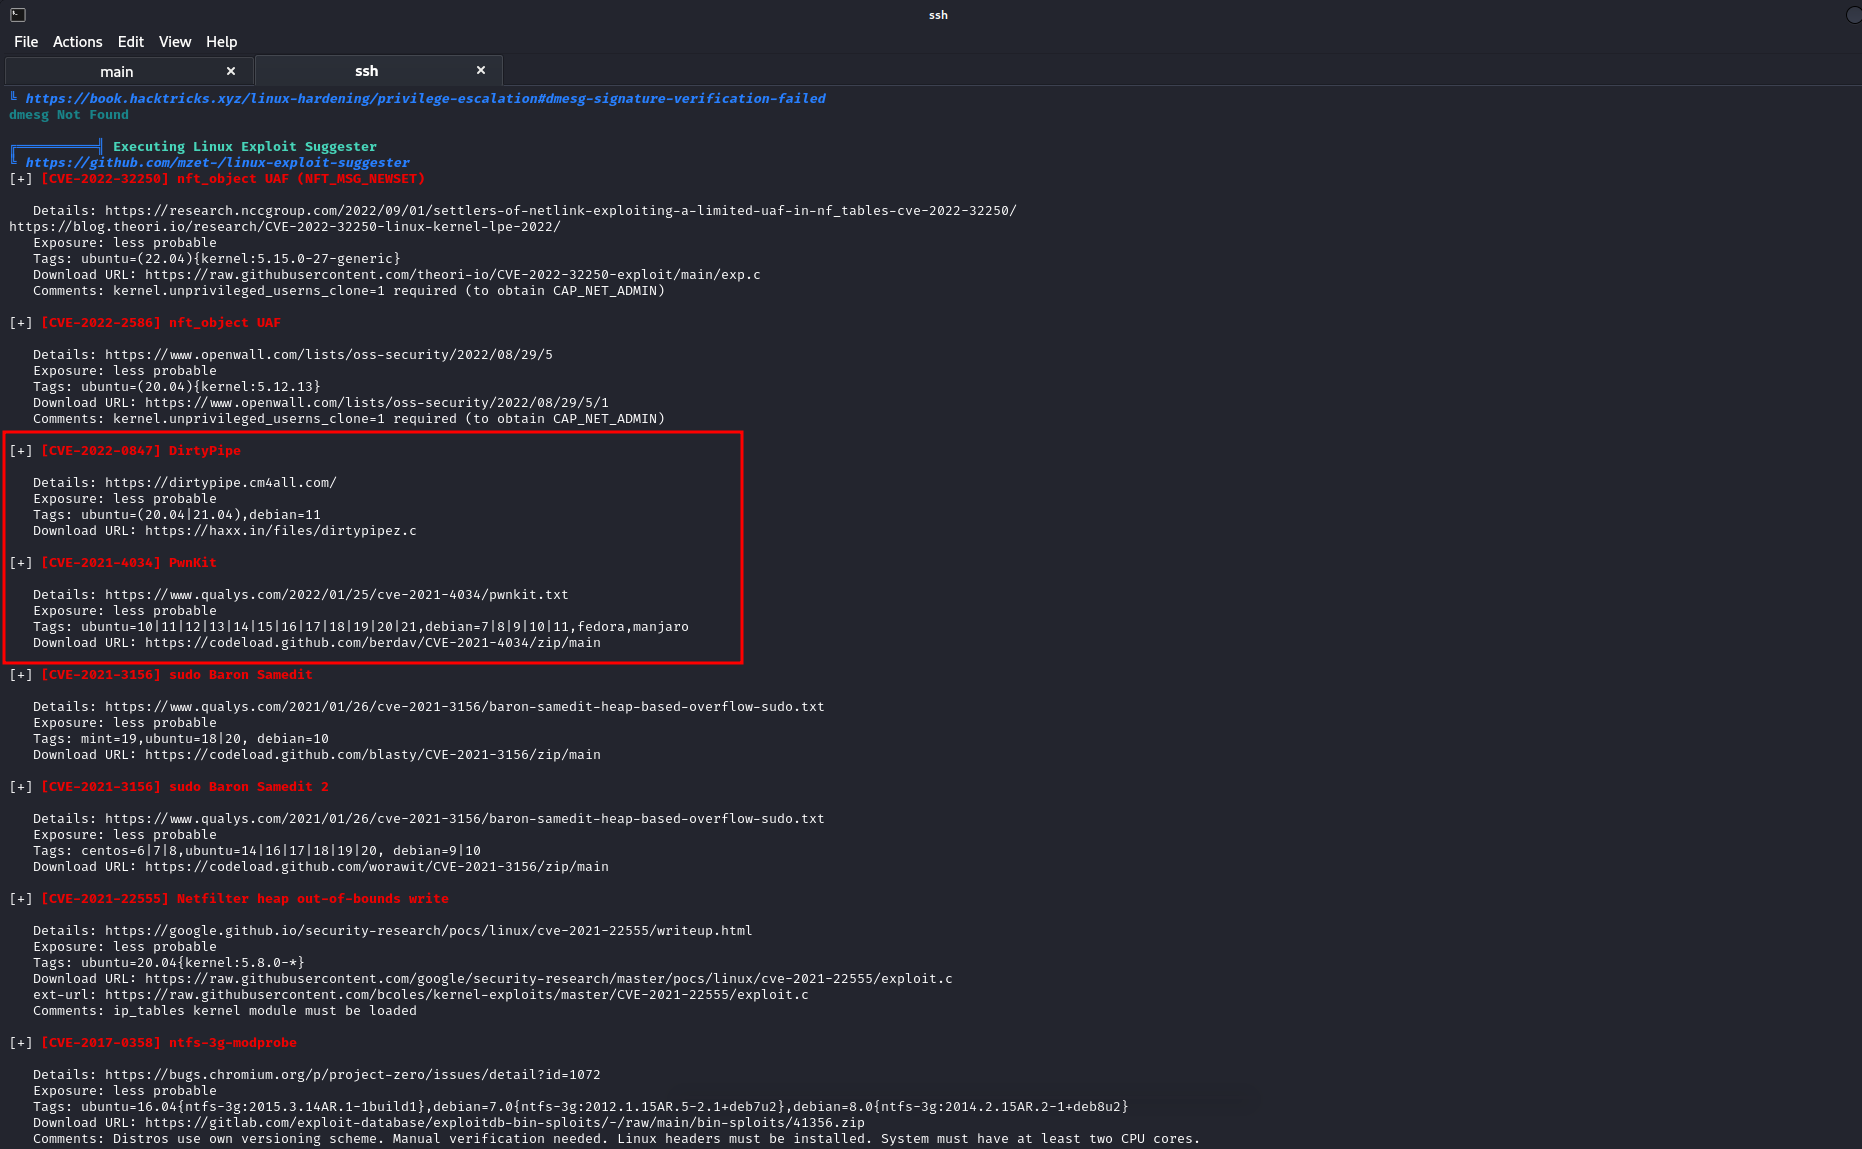 ssh
File Actions Edit View Help
main × ssh ×
╚ https://book.hacktricks.xyz/linux-hardening/privilege-escalation#dmesg-signature-verification-failed
dmesg Not Found
╔══════════╣ Executing Linux Exploit Suggester
╚ https://github.com/mzet-/linux-exploit-suggester
[+] [CVE-2022-32250] nft_object UAF (NFT_MSG_NEWSET)
Details: https://research.nccgroup.com/2022/09/01/settlers-of-netlink-exploiting-a-limited-uaf-in-nf_tables-cve-2022-32250/
https://blog.theori.io/research/CVE-2022-32250-linux-kernel-lpe-2022/
Exposure: less probable
Tags: ubuntu=(22.04){kernel:5.15.0-27-generic}
Download URL: https://raw.githubusercontent.com/theori-io/CVE-2022-32250-exploit/main/exp.c
Comments: kernel.unprivileged_userns_clone=1 required (to obtain CAP_NET_ADMIN)
[+] [CVE-2022-2586] nft_object UAF
Details: https://www.openwall.com/lists/oss-security/2022/08/29/5
Exposure: less probable
Tags: ubuntu=(20.04){kernel:5.12.13}
Download URL: https://www.openwall.com/lists/oss-security/2022/08/29/5/1
Comments: kernel.unprivileged_userns_clone=1 required (to obtain CAP_NET_ADMIN)
[+] [CVE-2022-0847] DirtyPipe
Details: https://dirtypipe.cm4all.com/
Exposure: less probable
Tags: ubuntu=(20.04|21.04),debian=11
Download URL: https://haxx.in/files/dirtypipez.c
[+] [CVE-2021-4034] PwnKit
Details: https://www.qualys.com/2022/01/25/cve-2021-4034/pwnkit.txt
Exposure: less probable
Tags: ubuntu=10|11|12|13|14|15|16|17|18|19|20|21,debian=7|8|9|10|11,fedora,manjaro
Download URL: https://codeload.github.com/berdav/CVE-2021-4034/zip/main
[+] [CVE-2021-3156] sudo Baron Samedit
Details: https://www.qualys.com/2021/01/26/cve-2021-3156/baron-samedit-heap-based-overflow-sudo.txt
Exposure: less probable
Tags: mint=19,ubuntu=18|20, debian=10
Download URL: https://codeload.github.com/blasty/CVE-2021-3156/zip/main
[+] [CVE-2021-3156] sudo Baron Samedit 2
Details: https://www.qualys.com/2021/01/26/cve-2021-3156/baron-samedit-heap-based-overflow-sudo.txt
Exposure: less probable
Tags: centos=6|7|8,ubuntu=14|16|17|18|19|20, debian=9|10
Download URL: https://codeload.github.com/worawit/CVE-2021-3156/zip/main
[+] [CVE-2021-22555] Netfilter heap out-of-bounds write
Details: https://google.github.io/security-research/pocs/linux/cve-2021-22555/writeup.html
Exposure: less probable
Tags: ubuntu=20.04{kernel:5.8.0-*}
Download URL: https://raw.githubusercontent.com/google/security-research/master/pocs/linux/cve-2021-22555/exploit.c
ext-url: https://raw.githubusercontent.com/bcoles/kernel-exploits/master/CVE-2021-22555/exploit.c
Comments: ip_tables kernel module must be loaded
[+] [CVE-2017-0358] ntfs-3g-modprobe
Details: https://bugs.chromium.org/p/project-zero/issues/detail?id=1072
Exposure: less probable
Tags: ubuntu=16.04{ntfs-3g:2015.3.14AR.1-1build1},debian=7.0{ntfs-3g:2012.1.15AR.5-2.1+deb7u2},debian=8.0{ntfs-3g:2014.2.15AR.2-1+deb8u2}
Download URL: https://gitlab.com/exploit-database/exploitdb-bin-sploits/-/raw/main/bin-sploits/41356.zip
Comments: Distros use own versioning scheme. Manual verification needed. Linux headers must be installed. System must have at least two CPU cores.